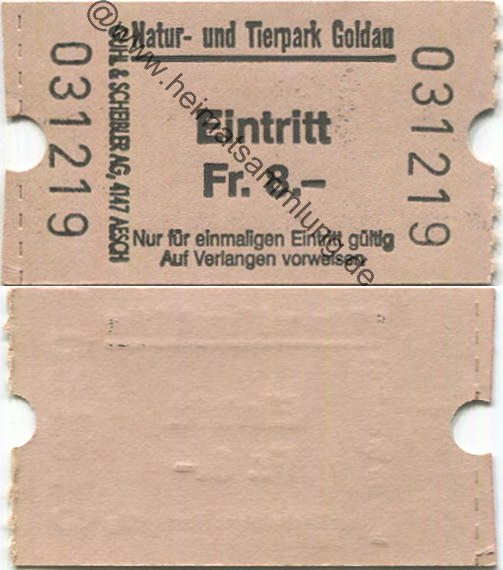 Natur- und Tierpark Goldau
Eintritt
Fr. 8.-
Nur für einmaligen Eintritt gültig
Auf Verlangen vorweisen
031219
& SCHEIBLER AG, 4147 AESCH
031219
@www.heimatsammlung.de